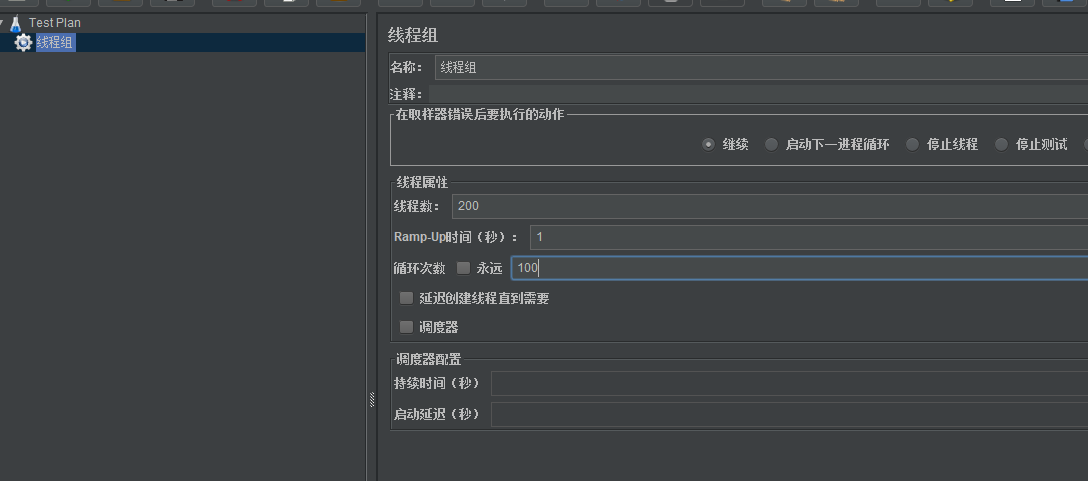 Test Plan
线程组
线程组
名称： 线程组
注释：
在取样器错误后要执行的动作
继续 启动下一进程循环 停止线程 停止测试
线程属性
线程数： 200
Ramp-Up时间（秒）： 1
循环次数 永远 100
延迟创建线程直到需要
调度器
调度器配置
持续时间（秒）
启动延迟（秒）